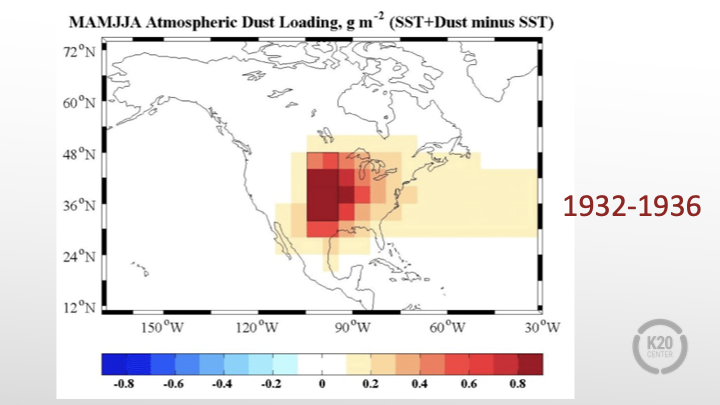 MAMJJA Atmospheric Dust Loading, g m⁻² (SST+Dust minus SST)
72°N
60°N
48°N
36°N
24°N
12°N
150°W 120°W 90°W 60°W 30°W
-0.8 -0.6 -0.4 -0.2 0 0.2 0.4 0.6 0.8
1932-1936
K20
CENTER